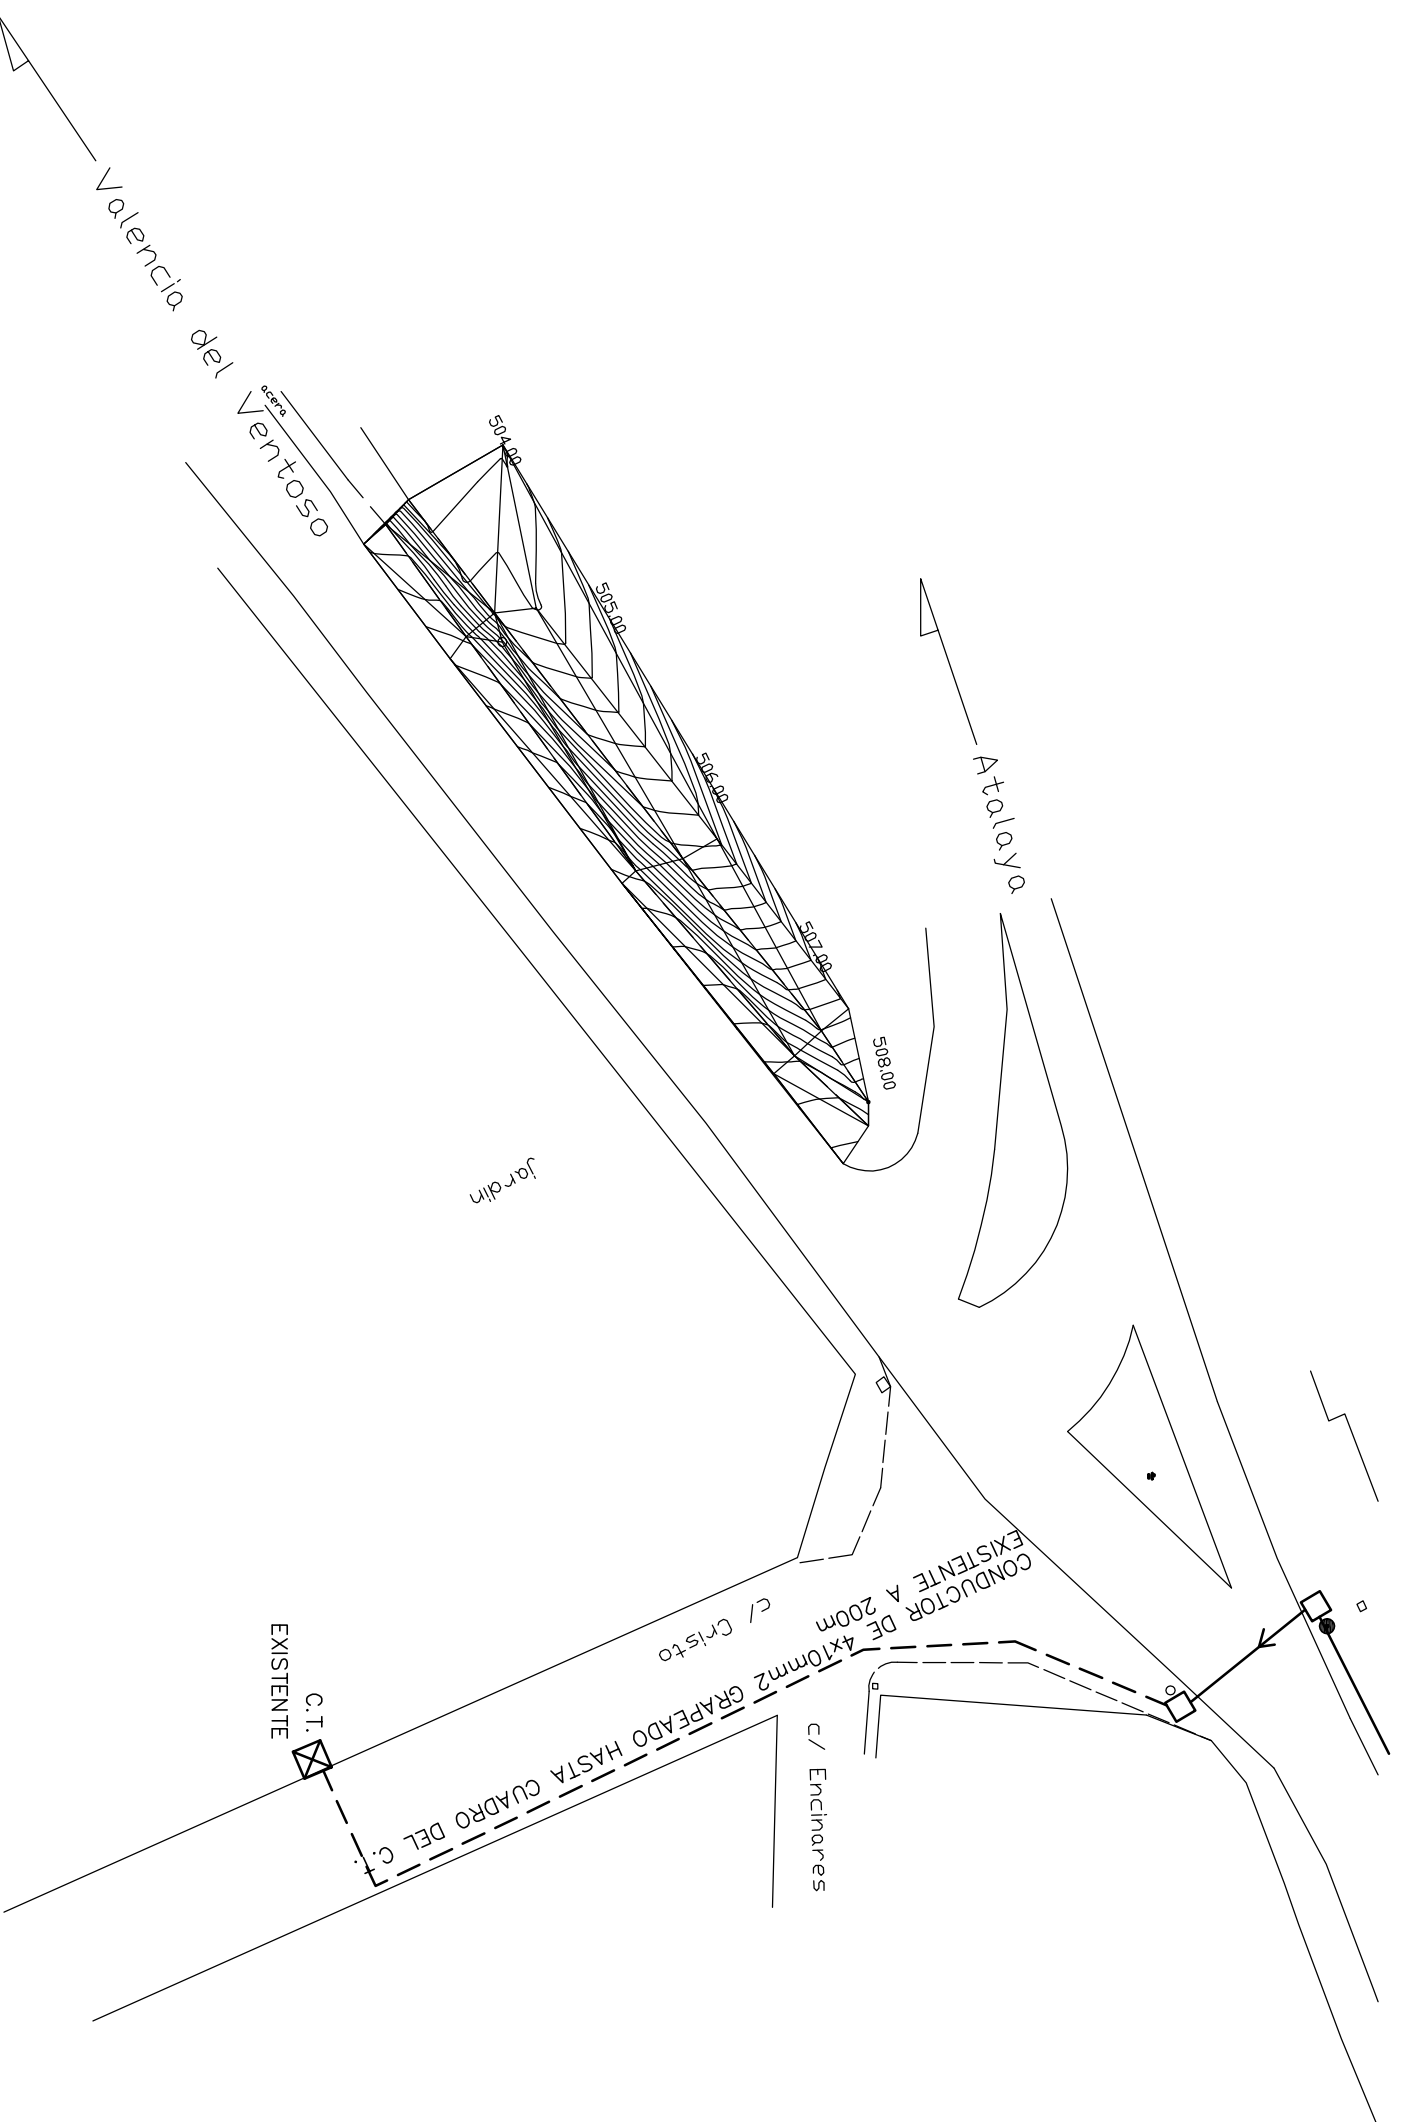 Valencia del Ventoso
acera
504.00
505.00
506.00
507.00
508.00
Atalaya
jardin
CONDUCTOR DE 4x10mm2 GRAPEADO HASTA CUADRO DEL C.T.
EXISTENTE A 200m
c/ Cristo
c/ Encinares
C.T.
EXISTENTE